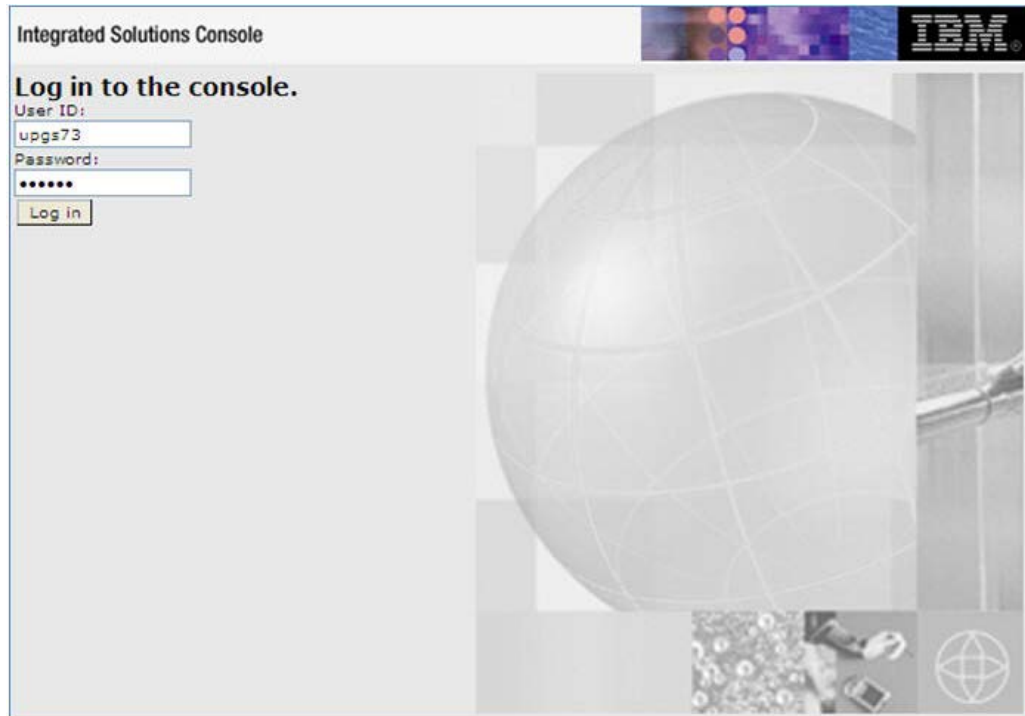 Integrated Solutions Console
IBM®
Log in to the console.
User ID:
upgs73
Password:
••••••
Log in